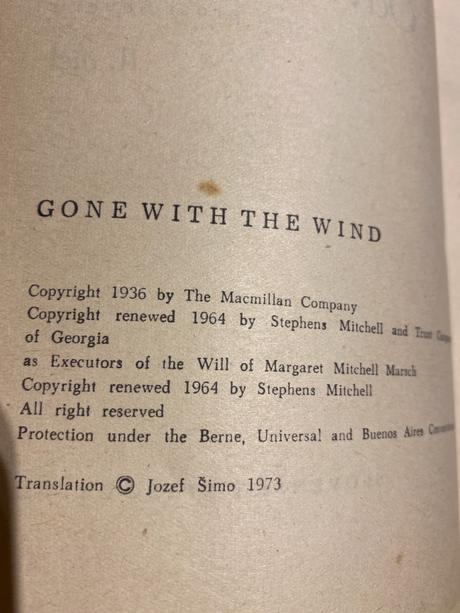 GONE WITH THE WIND
Copyright 1936 by The Macmillan Company
Copyright renewed 1964 by Stephens Mitchell and Trust
of Georgia
as Executors of the Will of Margaret Mitchell Marsch
Copyright renewed 1964 by Stephens Mitchell
All right reserved
Protection under the Berne, Universal and Buenos Aires
Translation © Jozef Šimo 1973